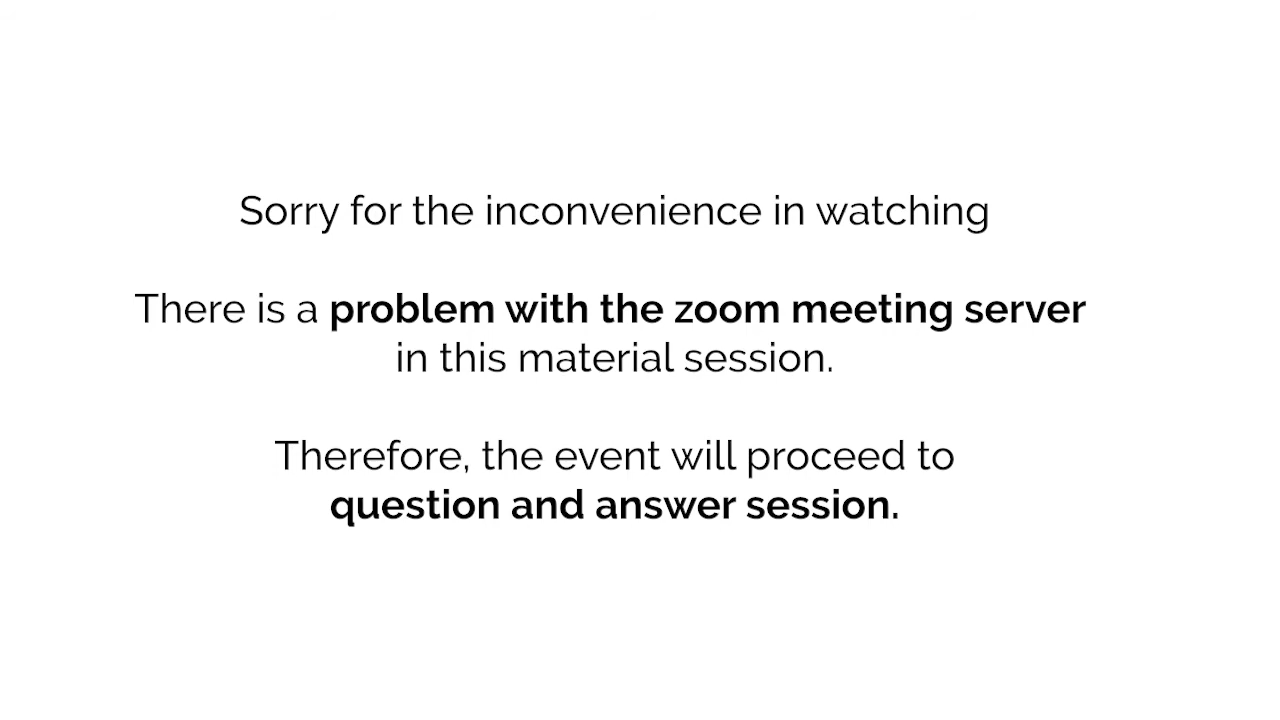 Sorry for the inconvenience in watching
There is a problem with the zoom meeting server
in this material session.
Therefore, the event will proceed to
question and answer session.